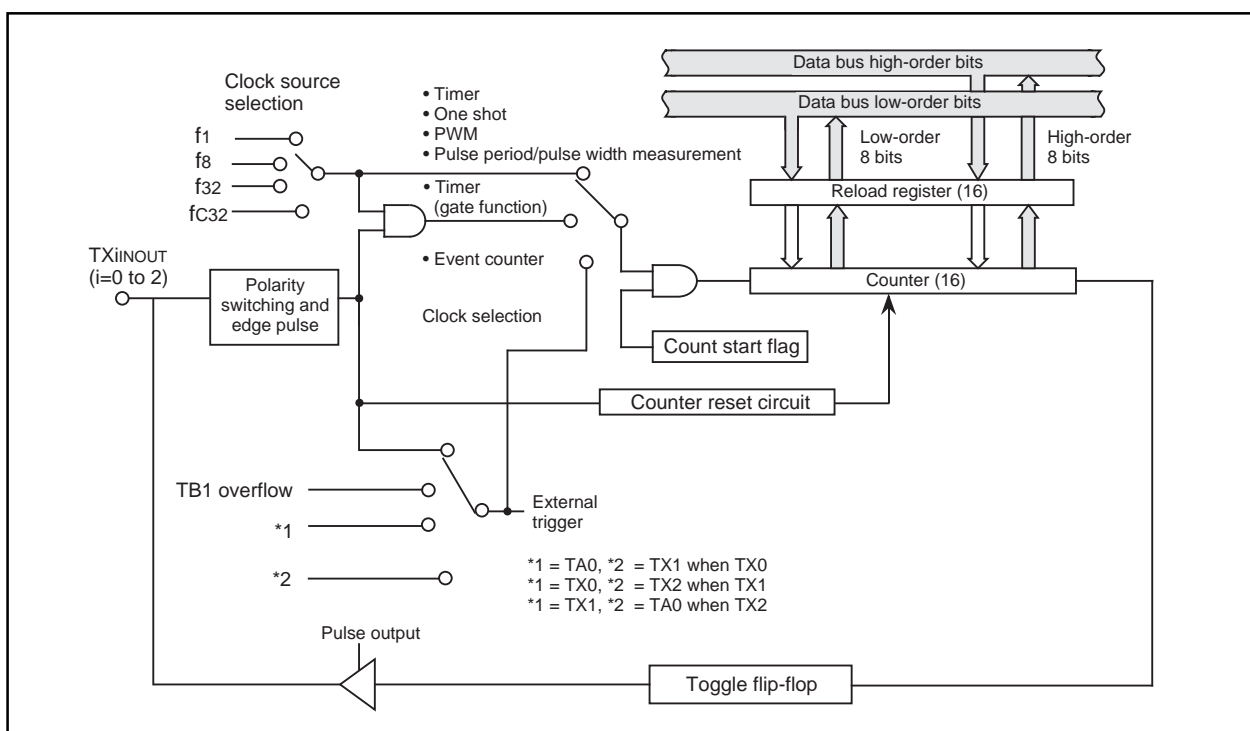 Clock source
selection
f1
f8
f32
fC32
• Timer
• One shot
• PWM
• Pulse period/pulse width measurement
• Timer
(gate function)
• Event counter
Clock selection
Data bus high-order bits
Data bus low-order bits
Low-order
8 bits
High-order
8 bits
Reload register (16)
Counter (16)
TXiINOUT
(i=0 to 2)
Polarity
switching and
edge pulse
Count start flag
Counter reset circuit
TB1 overflow
*1
*2
External
trigger
*1 = TA0, *2 = TX1 when TX0
*1 = TX0, *2 = TX2 when TX1
*1 = TX1, *2 = TA0 when TX2
Pulse output
Toggle flip-flop